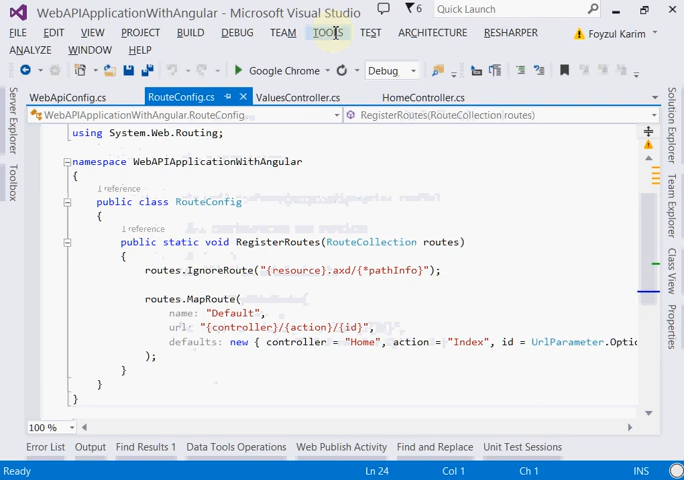 WebAPIApplicationWithAngular - Microsoft Visual Studio
6
Quick Launch
FILE EDIT VIEW PROJECT BUILD DEBUG TEAM TOOLS TEST ARCHITECTURE RESHARPER
Foyzul Karim
ANALYZE WINDOW HELP
Google Chrome
Debug
WebApiConfig.cs RouteConfig.cs ValuesController.cs HomeController.cs
WebAPIApplicationWithAngular.RouteConfig RegisterRoutes(RouteCollection routes)
Server Explorer
Toolbox
using System.Web.Routing;
namespace WebAPIApplicationWithAngular
{
1 reference
public class RouteConfig
{
1 reference
public static void RegisterRoutes(RouteCollection routes)
{
routes.IgnoreRoute("{resource}.axd/{*pathInfo}");
routes.MapRoute(
name: "Default",
url: "{controller}/{action}/{id}",
defaults: new { controller = "Home", action = "Index", id = UrlParameter.Optio
);
}
}
}
Solution Explorer
Team Explorer
Class View
Properties
100 %
Error List Output Find Results 1 Data Tools Operations Web Publish Activity Find and Replace Unit Test Sessions
Ready Ln 24 Col 1 Ch 1 INS